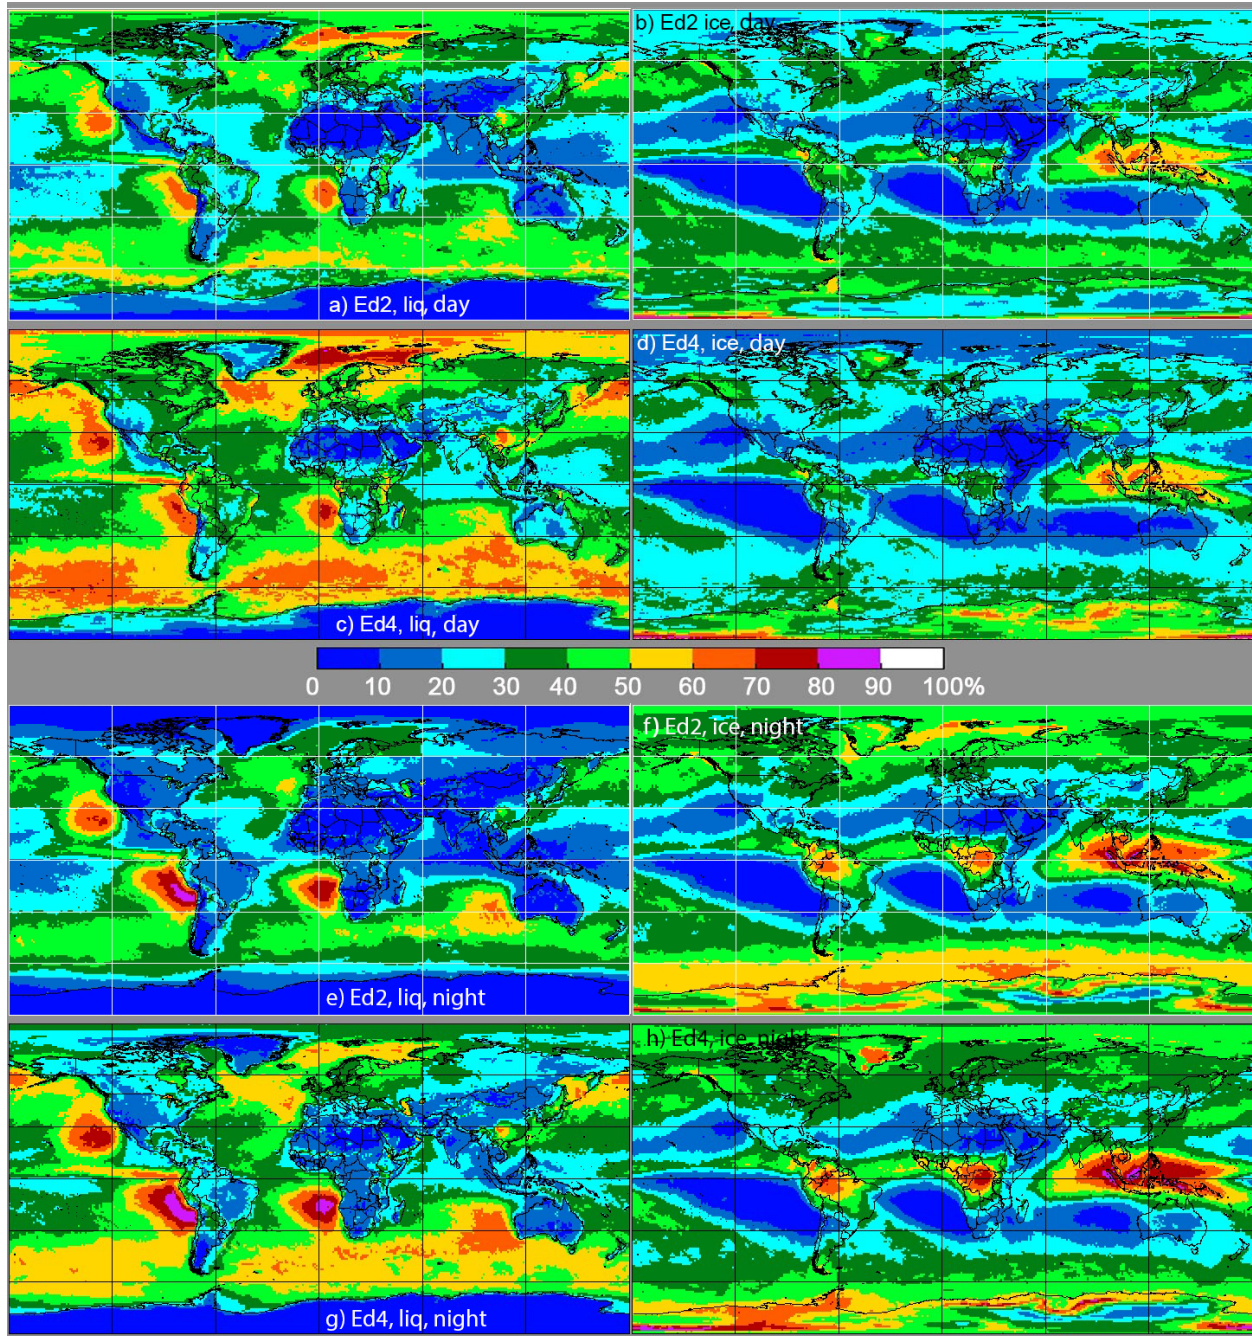 b) Ed2 ice, day
a) Ed2, liq, day
d) Ed4, ice, day
c) Ed4, liq, day
0 10 20 30 40 50 60 70 80 90 100%
f) Ed2, ice, night
e) Ed2, liq, night
h) Ed4, ice, night
g) Ed4, liq, night